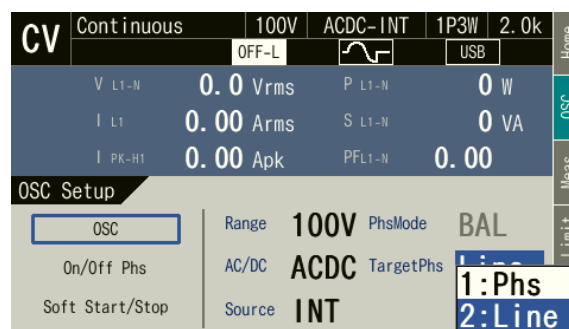 CV Continuous 100V ACDC-INT 1P3W 2.0k
OFF-L USB
Home
V L1-N 0.0 Vrms P L1-N 0 W
I L1 0.00 Arms S L1-N 0 VA
OSC
I PK-H1 0.00 Apk PFL1-N 0.00
Meas
OSC Setup
Limit
OSC Range 100V PhsMode BAL
On/Off Phs AC/DC ACDC TargetPhs Line
1:Phs
Soft Start/Stop Source INT 2:Line